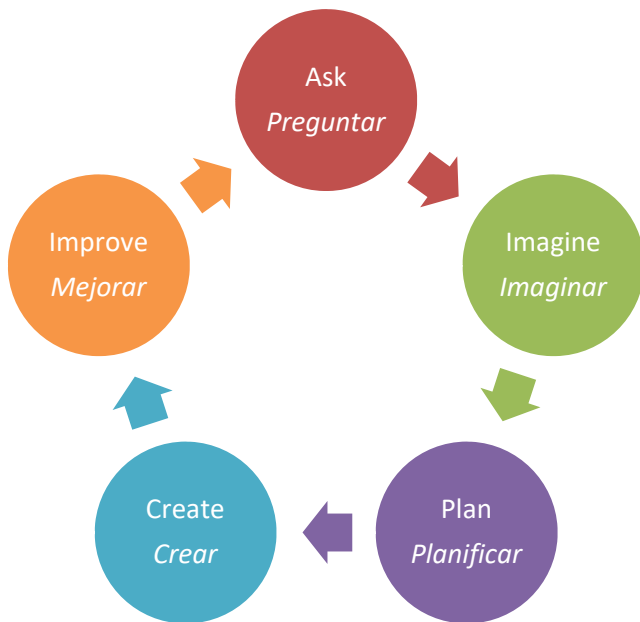 Ask
Preguntar
Imagine
Imaginar
Plan
Planificar
Create
Crear
Improve
Mejorar